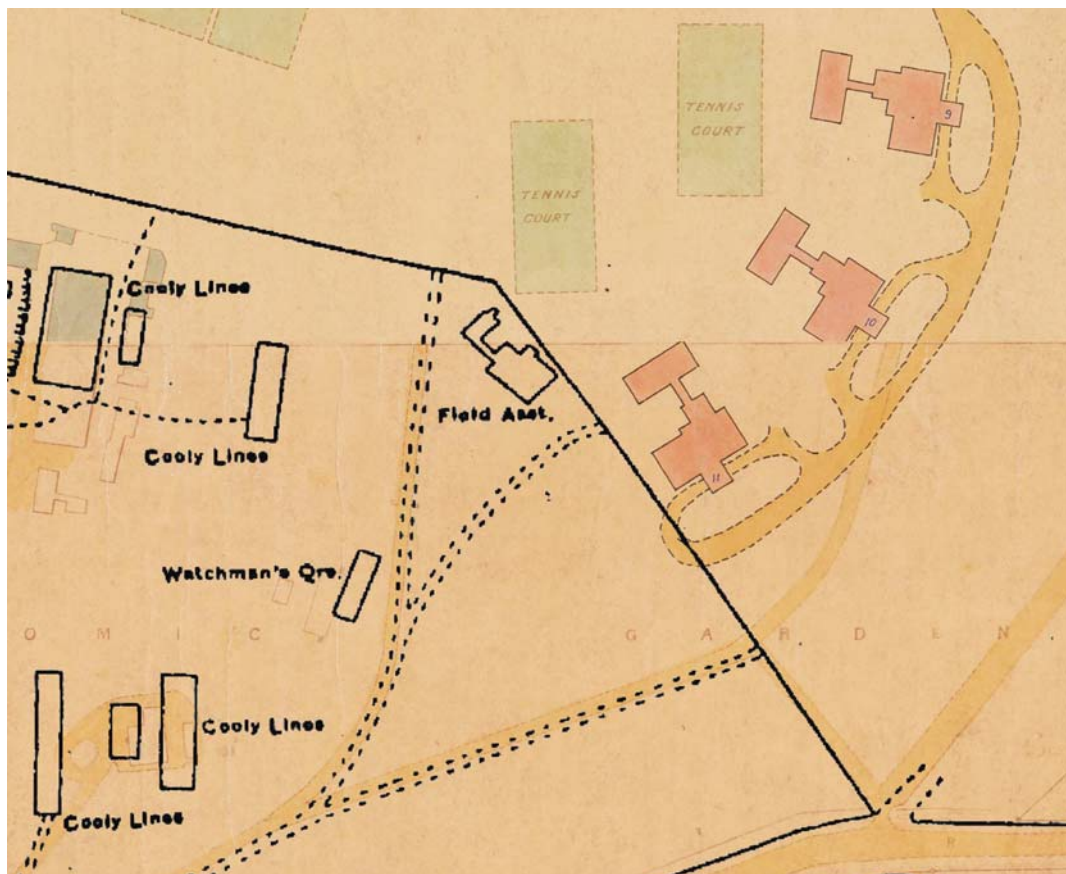 TENNIS
COURT
9
TENNIS
COURT
10
Cooly Lines
Field Asst.
Cooly Lines
11
Watchman's Qrs.
O M I C
G A R D E N
Cooly Lines
Cooly Lines